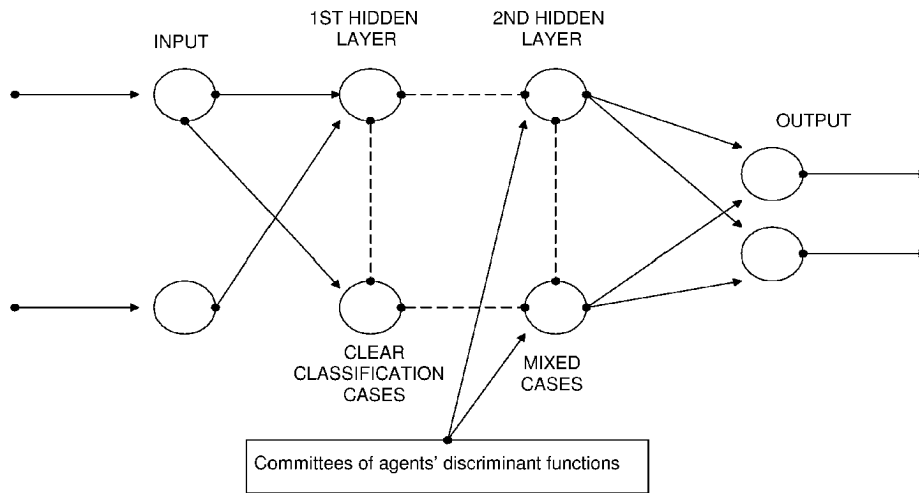 1ST HIDDEN
LAYER
2ND HIDDEN
LAYER
INPUT
OUTPUT
CLEAR
CLASSIFICATION
CASES
MIXED
CASES
Committees of agents' discriminant functions